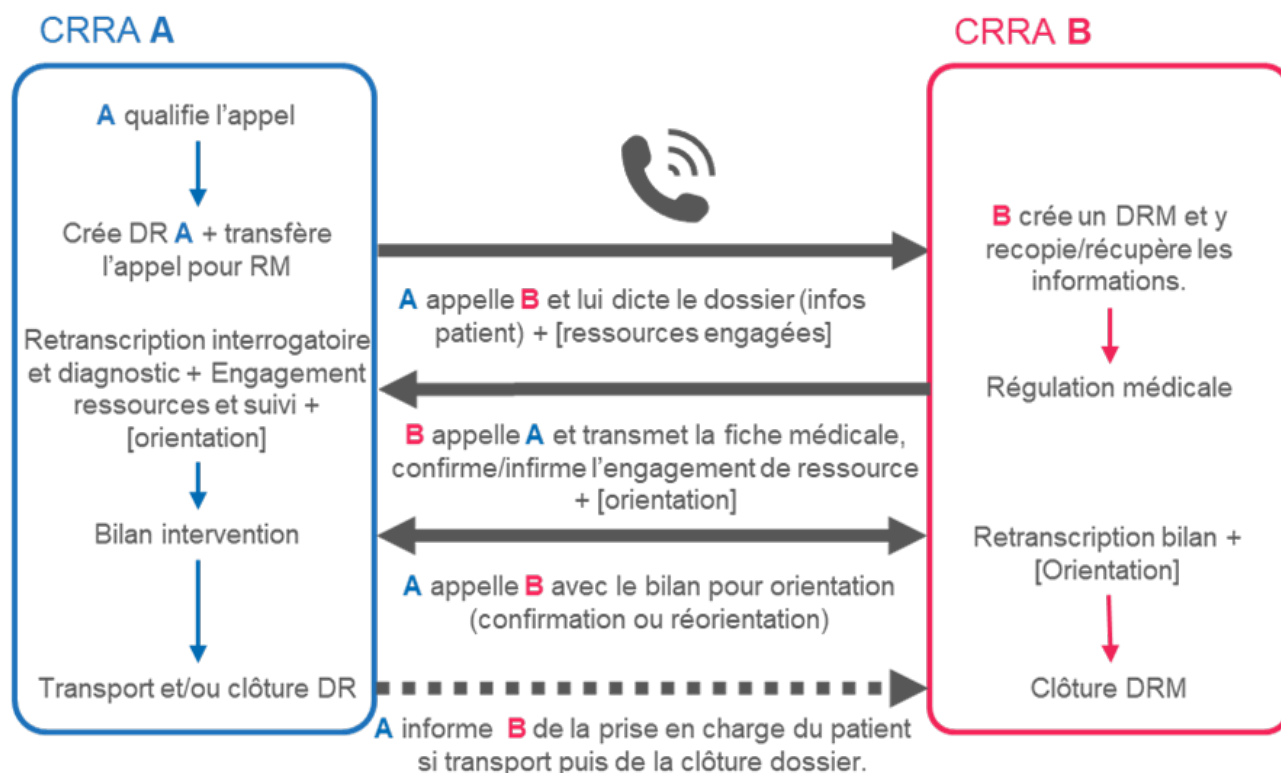 CRRA A
CRRA B
A qualifie l'appel
Crée DR A + transfère
l'appel pour RM
Retranscription interrogatoire
et diagnostic + Engagement
ressources et suivi +
[orientation]
Bilan intervention
Transport et/ou clôture DR
A appelle B et lui dicte le dossier (infos
patient) + [ressources engagées]
B appelle A et transmet la fiche médicale,
confirme/infirme l'engagement de ressource
+ [orientation]
A appelle B avec le bilan pour orientation
(confirmation ou réorientation)
A informe B de la prise en charge du patient
si transport puis de la clôture dossier.
B crée un DRM et y
recopie/récupère les
informations.
Régulation médicale
Retranscription bilan +
[Orientation]
Clôture DRM